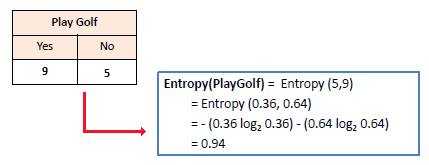 Play Golf
Yes No
9 5
Entropy(PlayGolf) = Entropy (5,9)
= Entropy (0.36, 0.64)
= - (0.36 log₂ 0.36) - (0.64 log₂ 0.64)
= 0.94